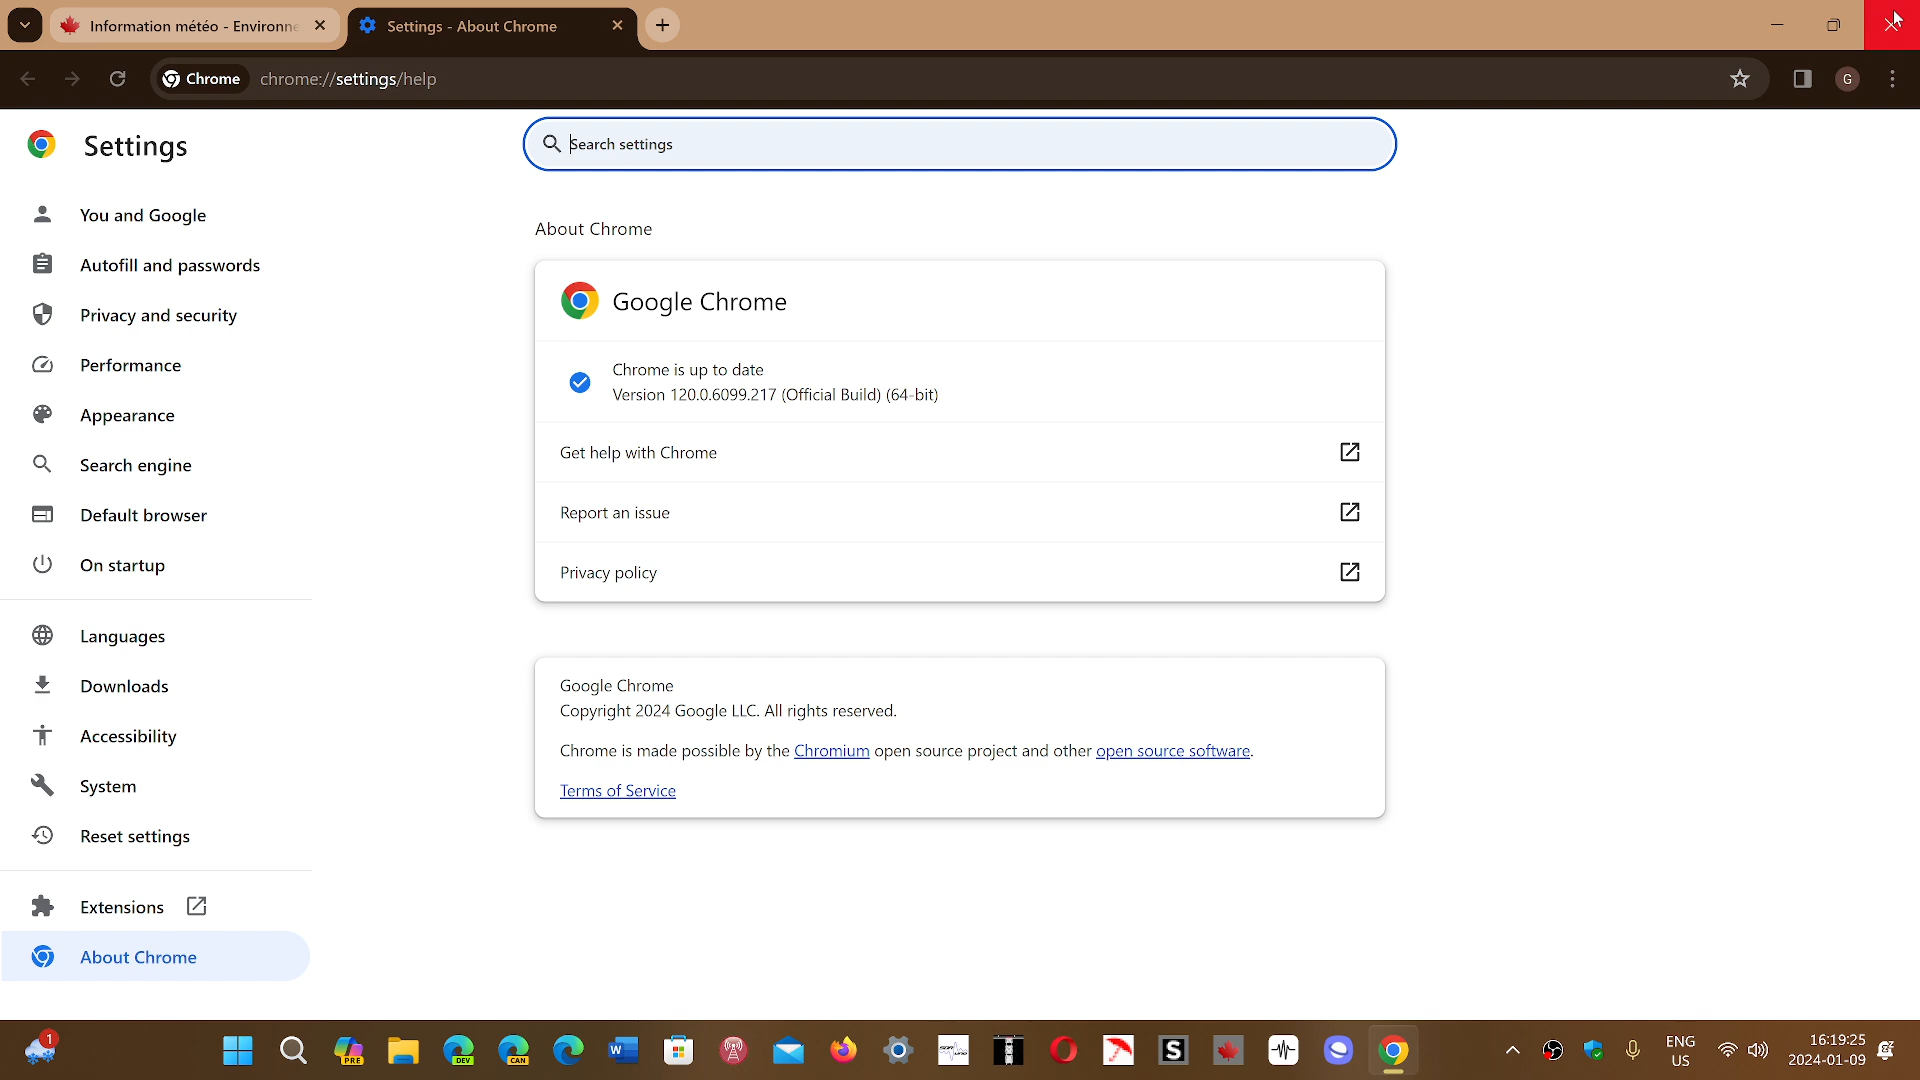 Information météo - Environne
Settings - About Chrome
Chrome
chrome://settings/help
G
Settings
Search settings
You and Google
Autofill and passwords
Privacy and security
Performance
Appearance
Search engine
Default browser
On startup
Languages
Downloads
Accessibility
System
Reset settings
Extensions
About Chrome
About Chrome
Google Chrome
Chrome is up to date
Version 120.0.6099.217 (Official Build) (64-bit)
Get help with Chrome
Report an issue
Privacy policy
Google Chrome
Copyright 2024 Google LLC. All rights reserved.
Chrome is made possible by the Chromium open source project and other open source software.
Terms of Service
1
PRE
DEV
CAN
W
S
ENG
US
16:19:25
2024-01-09